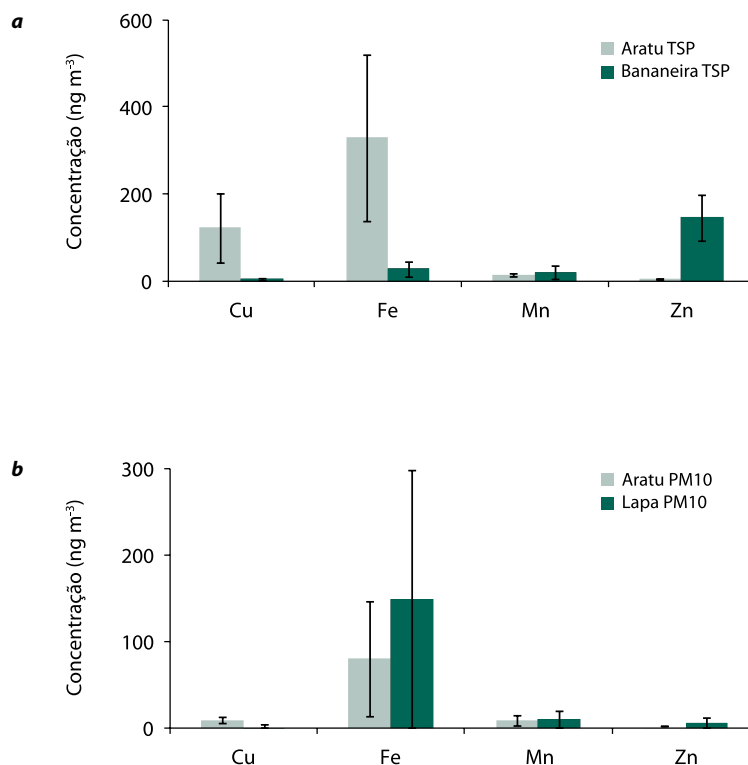 a
600
400
200
0
Concentração (ng m⁻³)
Aratu TSP
Bananeira TSP
Cu Fe Mn Zn
b
300
200
100
0
Concentração (ng m⁻³)
Aratu PM10
Lapa PM10
Cu Fe Mn Zn